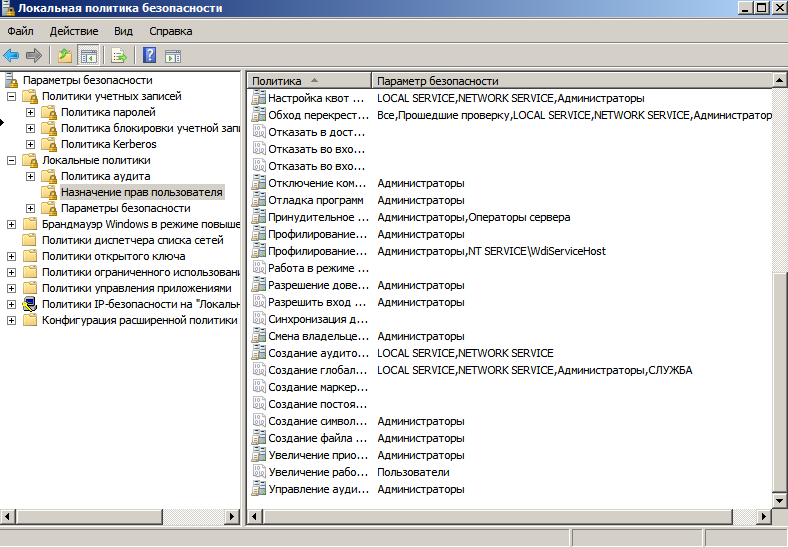 Локальная политика безопасности
Файл Действие Вид Справка
Параметры безопасности
Политики учетных записей
Политика паролей
Политика блокировки учетной запи
Политика Kerberos
Локальные политики
Политика аудита
Назначение прав пользователя
Параметры безопасности
Брандмауэр Windows в режиме повыше
Политики диспетчера списка сетей
Политики открытого ключа
Политики ограниченного использовани
Политики управления приложениями
Политики IP-безопасности на "Локальн
Конфигурация расширенной политики
Политика Параметр безопасности
Настройка квот ... LOCAL SERVICE,NETWORK SERVICE,Администраторы
Обход перекрест... Все,Прошедшие проверку,LOCAL SERVICE,NETWORK SERVICE,Администратор
Отказать в дост...
Отказать во вхо...
Отказать во вхо...
Отключение ком... Администраторы
Отладка программ Администраторы
Принудительное ... Администраторы,Операторы сервера
Профилирование... Администраторы
Профилирование... Администраторы,NT SERVICE\WdiServiceHost
Работа в режиме ...
Разрешение дове... Администраторы
Разрешить вход ... Администраторы
Синхронизация д...
Смена владельце... Администраторы
Создание аудито... LOCAL SERVICE,NETWORK SERVICE
Создание глобал... LOCAL SERVICE,NETWORK SERVICE,Администраторы,СЛУЖБА
Создание маркер...
Создание постоя...
Создание символ... Администраторы
Создание файла ... Администраторы
Увеличение прио... Администраторы
Увеличение рабо... Пользователи
Управление ауди... Администраторы